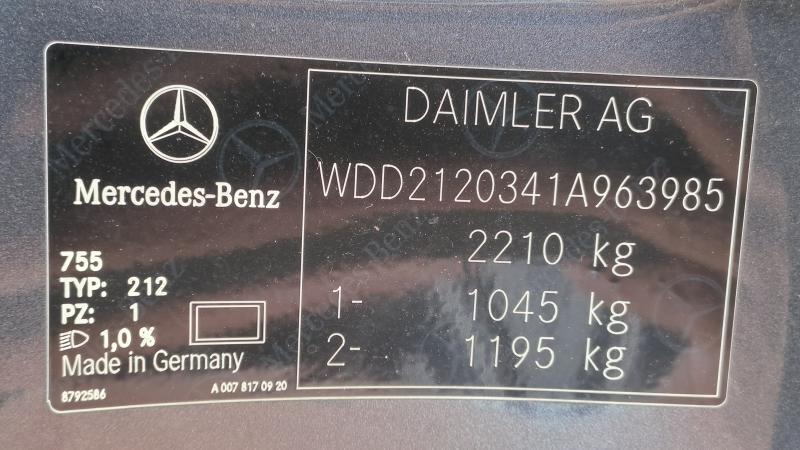 Mercedes-Benz
755
TYP: 212
PZ: 1
1,0 %
Made in Germany
8792586
A 007 817 09 20
DAIMLER AG
WDD2120341A963985
2210 kg
1- 1045 kg
2- 1195 kg